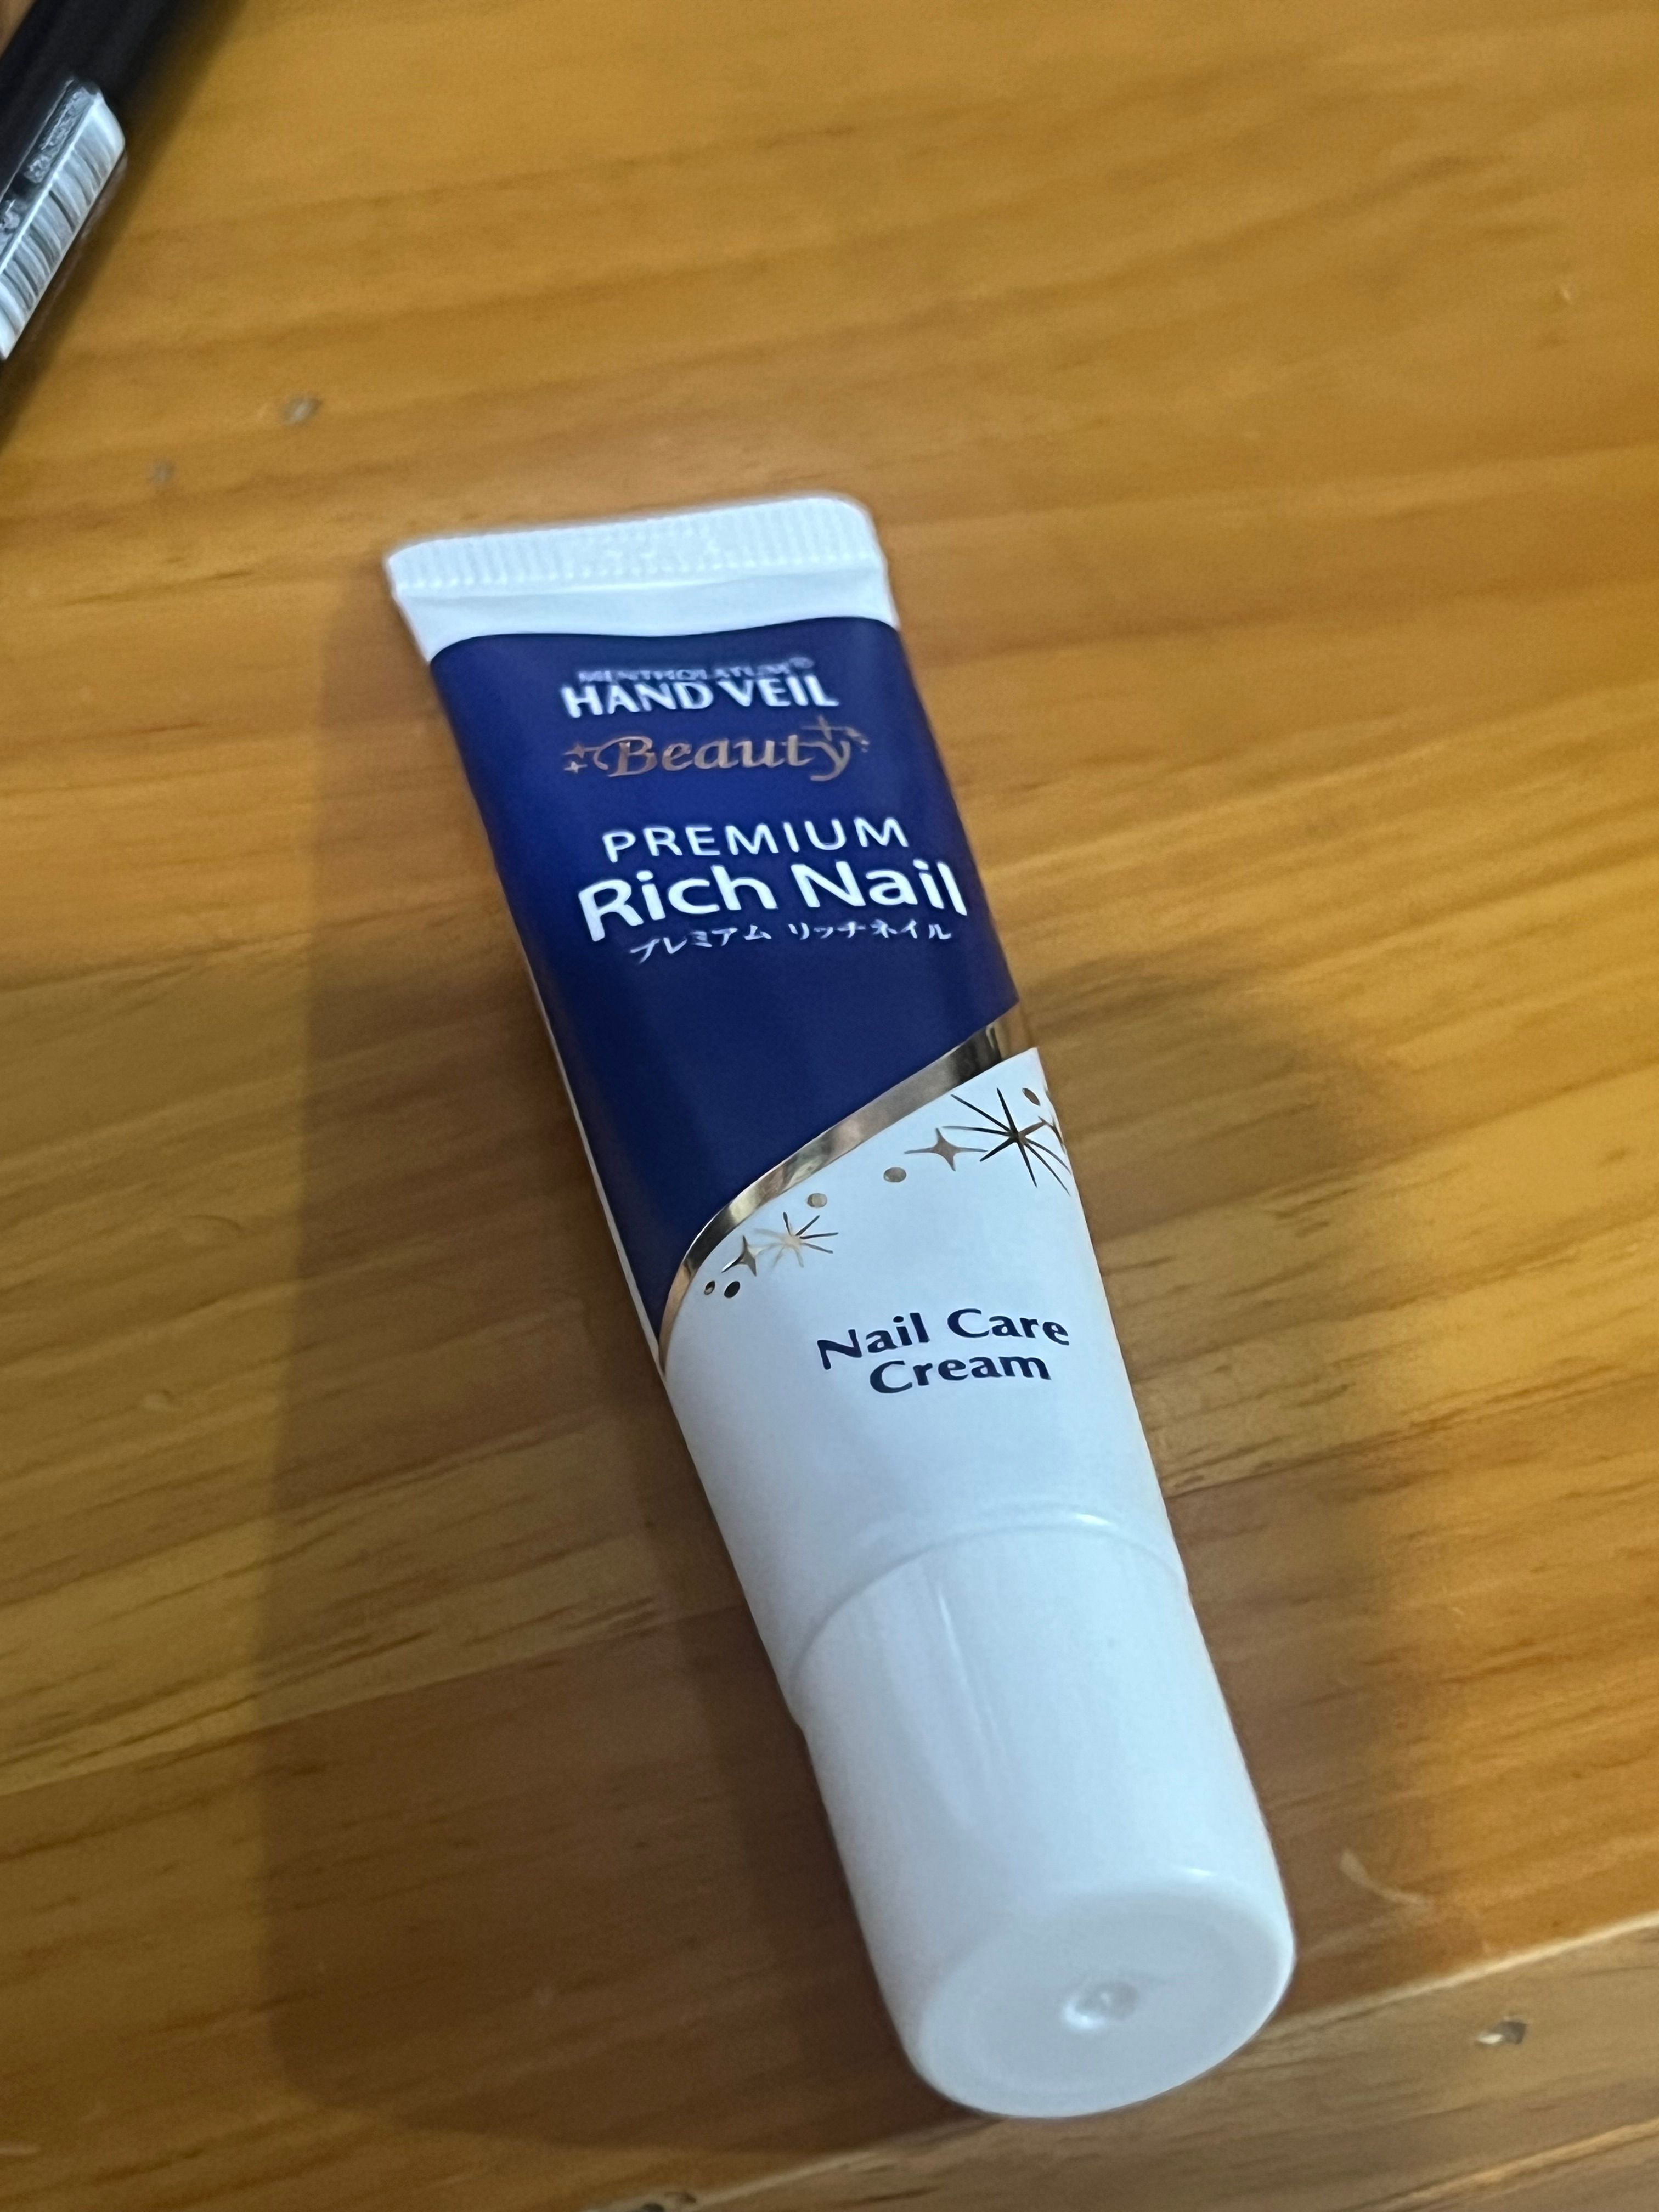 MENTHOLATUM®
HAND VEIL
Beauty
PREMIUM
Rich Nail
プレミアム リッチネイル
Nail Care
Cream